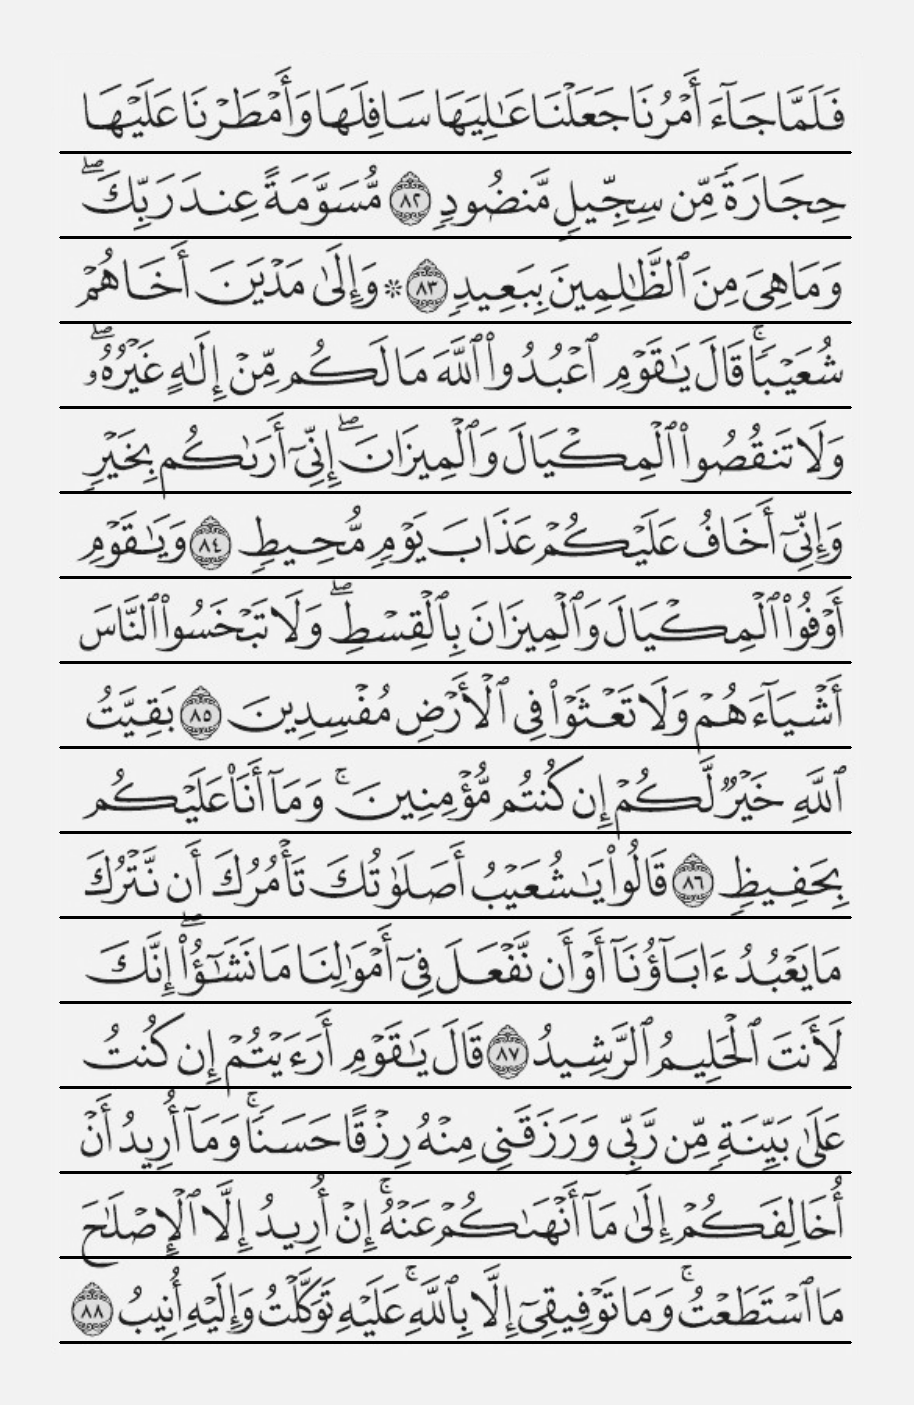 فَلَمَّا جَآءَ أَمْرُنَا جَعَلْنَا عَٰلِيَهَا سَافِلَهَا وَأَمْطَرْنَا عَلَيْهَا
حِجَارَةً مِّن سِجِّيلٍ مَّنضُودٍ ٨٢ مُّسَوَّمَةً عِندَ رَبِّكَۖ
وَمَا هِيَ مِنَ ٱلظَّٰلِمِينَ بِبَعِيدٍ ٨٣ ۞ وَإِلَىٰ مَدْيَنَ أَخَاهُمْ
شُعَيْبًاۚ قَالَ يَٰقَوْمِ ٱعْبُدُوا۟ ٱللَّهَ مَا لَكُم مِّنْ إِلَٰهٍ غَيْرُهُۥۖ
وَلَا تَنقُصُوا۟ ٱلْمِكْيَالَ وَٱلْمِيزَانَۖ إِنِّىٓ أَرَىٰكُم بِخَيْرٍ
وَإِنِّىٓ أَخَافُ عَلَيْكُمْ عَذَابَ يَوْمٍ مُّحِيطٍ ٨٤ وَيَٰقَوْمِ
أَوْفُوا۟ ٱلْمِكْيَالَ وَٱلْمِيزَانَ بِٱلْقِسْطِۖ وَلَا تَبْخَسُوا۟ ٱلنَّاسَ
أَشْيَآءَهُمْ وَلَا تَعْثَوْا۟ فِى ٱلْأَرْضِ مُفْسِدِينَ ٨٥ بَقِيَّتُ
ٱللَّهِ خَيْرٌ لَّكُمْ إِن كُنتُم مُّؤْمِنِينَۚ وَمَآ أَنَا۠ عَلَيْكُم
بِحَفِيظٍ ٨٦ قَالُوا۟ يَٰشُعَيْبُ أَصَلَوٰتُكَ تَأْمُرُكَ أَن نَّتْرُكَ
مَا يَعْبُدُ ءَابَآؤُنَآ أَوْ أَن نَّفْعَلَ فِىٓ أَمْوَٰلِنَا مَا نَشَٰٓؤُا۟ۖ إِنَّكَ
لَأَنتَ ٱلْحَلِيمُ ٱلرَّشِيدُ ٨٧ قَالَ يَٰقَوْمِ أَرَءَيْتُمْ إِن كُنتُ
عَلَىٰ بَيِّنَةٍ مِّن رَّبِّى وَرَزَقَنِى مِنْهُ رِزْقًا حَسَنًاۚ وَمَآ أُرِيدُ أَنْ
أُخَالِفَكُمْ إِلَىٰ مَآ أَنْهَىٰكُمْ عَنْهُۚ إِنْ أُرِيدُ إِلَّا ٱلْإِصْلَٰحَ
مَا ٱسْتَطَعْتُۚ وَمَا تَوْفِيقِىٓ إِلَّا بِٱللَّهِۚ عَلَيْهِ تَوَكَّلْتُ وَإِلَيْهِ أُنِيبُ ٨٨